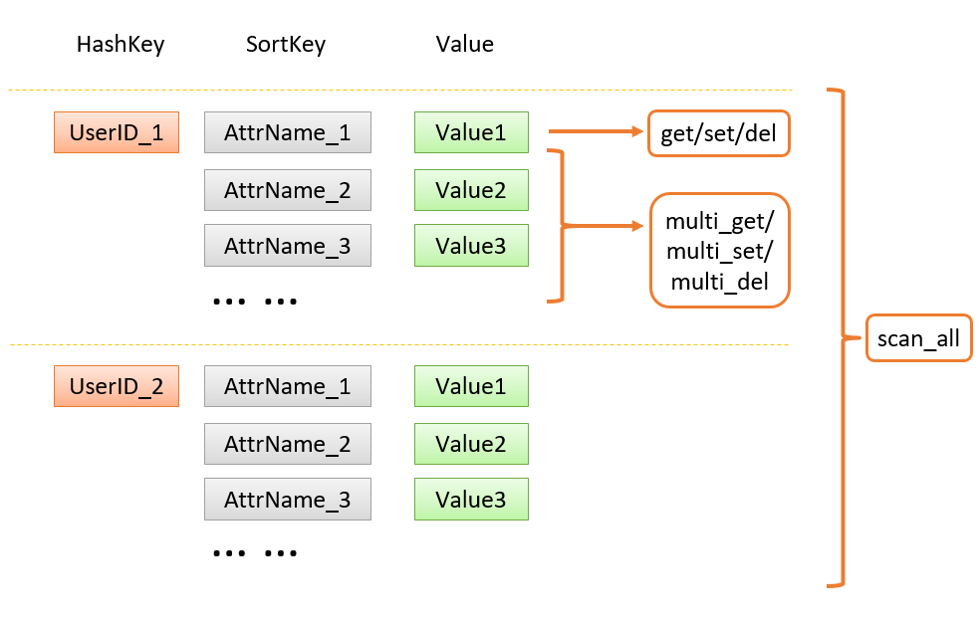 HashKey SortKey Value
UserID_1 AttrName_1 Value1 get/set/del
AttrName_2 Value2
AttrName_3 Value3
multi_get/
multi_set/
multi_del
... ...
scan_all
UserID_2 AttrName_1 Value1
AttrName_2 Value2
AttrName_3 Value3
... ...